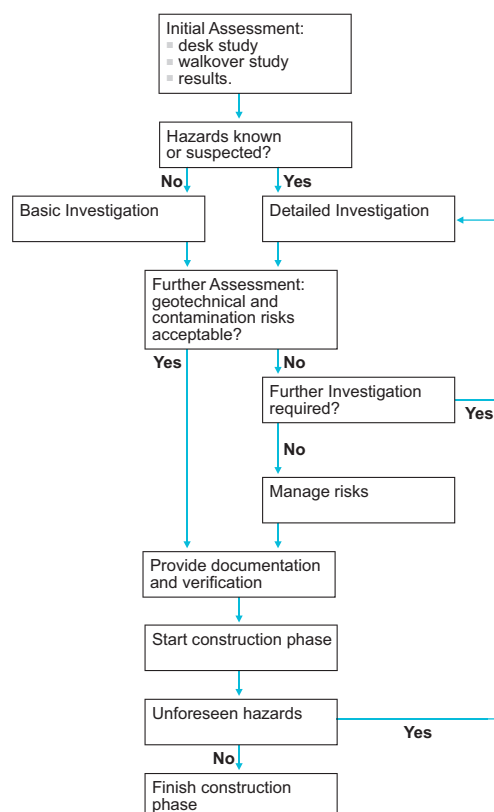 Initial Assessment:
desk study
walkover study
results.
Hazards known
or suspected?
No
Yes
Basic Investigation
Detailed Investigation
Further Assessment:
geotechnical and
contamination risks
acceptable?
Yes
No
Further Investigation
required?
Yes
No
Manage risks
Provide documentation
and verification
Start construction phase
Unforeseen hazards
Yes
No
Finish construction
phase